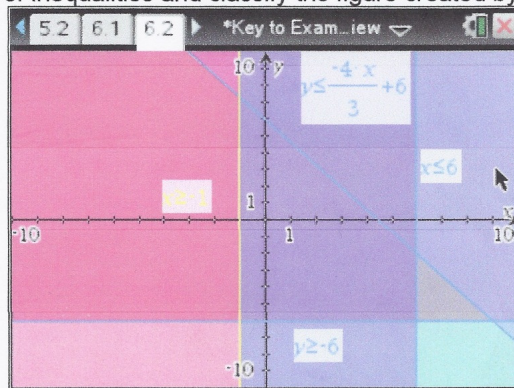 of inequalities and classify the figure created by
5.2 6.1 6.2 *Key to Exam…iew
10 y
y≤ -4·x/3 +6
x≤6
x≥-1
1
x
-10 1 10
y≥-6
-10